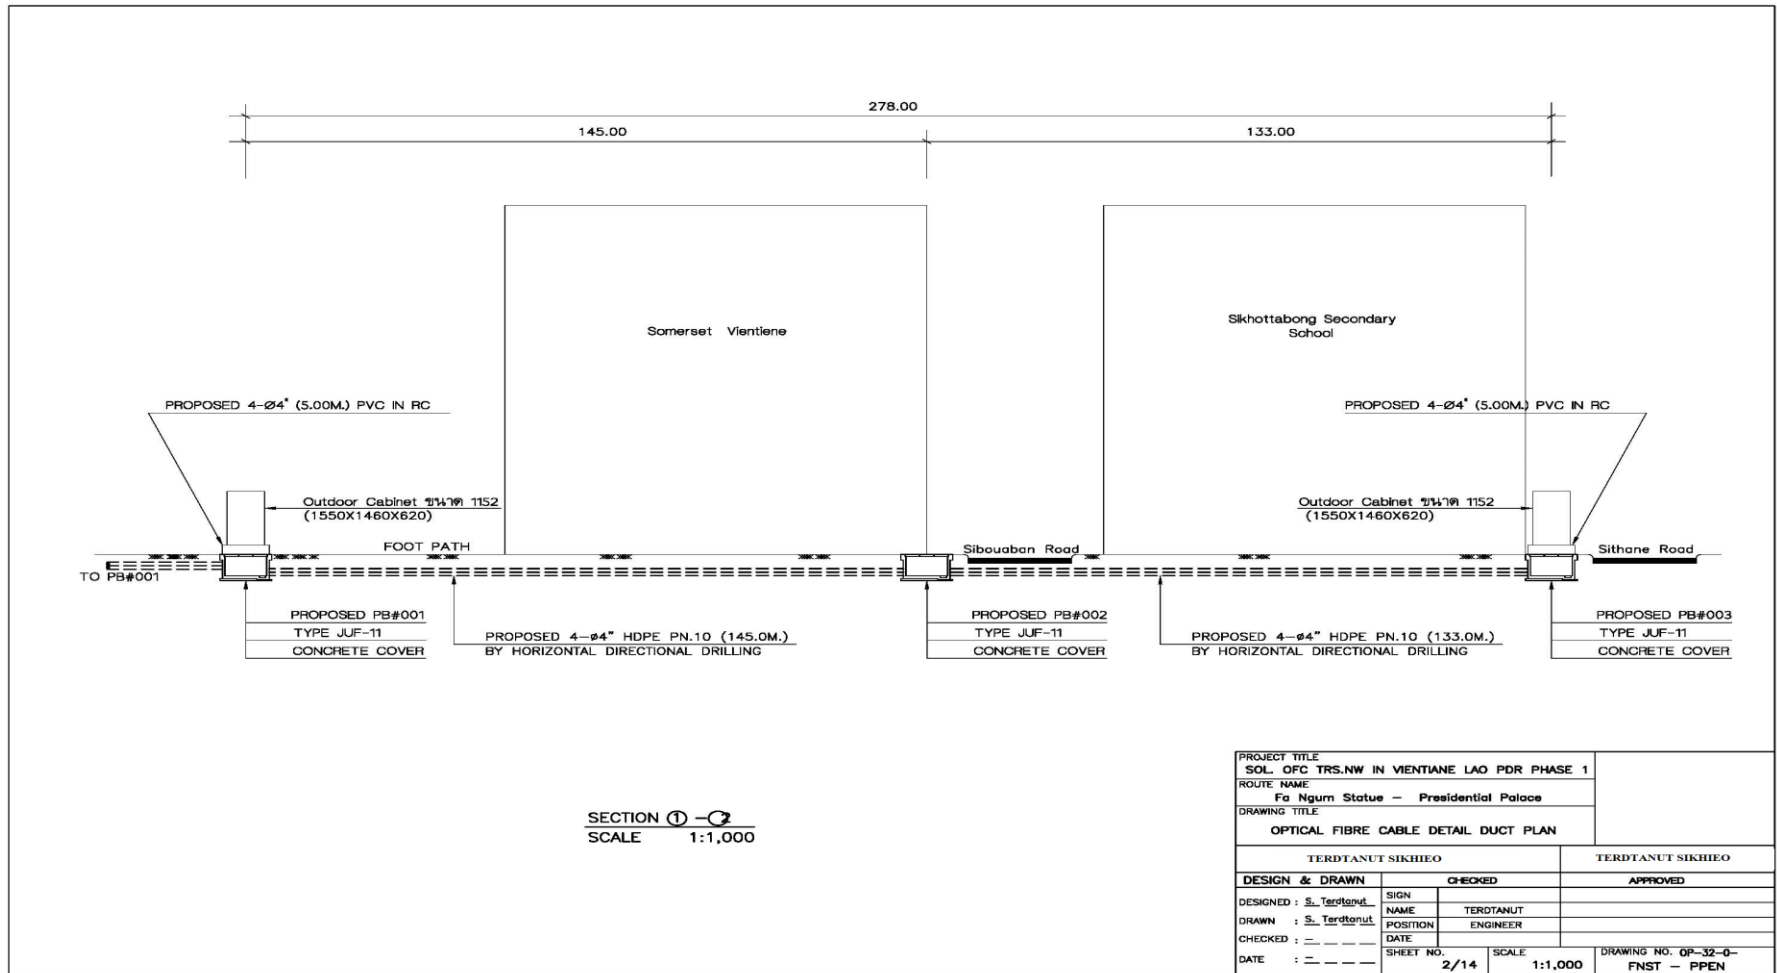 278.00
145.00
133.00
Somerset Vientiene
Sikhottabong Secondary
School
PROPOSED 4-Ø4" (5.00M.) PVC IN RC
PROPOSED 4-Ø4" (5.00M.) PVC IN RC
Outdoor Cabinet ขนาด 1152
(1550X1460X620)
Outdoor Cabinet ขนาด 1152
(1550X1460X620)
FOOT PATH
Sibouaban Road
Sithane Road
TO PB#001
PROPOSED PB#001
TYPE JUF-11
CONCRETE COVER
PROPOSED 4-ø4" HDPE PN.10 (145.0M.)
BY HORIZONTAL DIRECTIONAL DRILLING
PROPOSED PB#002
TYPE JUF-11
CONCRETE COVER
PROPOSED 4-ø4" HDPE PN.10 (133.0M.)
BY HORIZONTAL DIRECTIONAL DRILLING
PROPOSED PB#003
TYPE JUF-11
CONCRETE COVER
SECTION 1 - 2
SCALE 1:1,000
PROJECT TITLE
SOL. OFC TRS.NW IN VIENTIANE LAO PDR PHASE 1
ROUTE NAME
Fa Ngum Statue - Presidential Palace
DRAWING TITLE
OPTICAL FIBRE CABLE DETAIL DUCT PLAN
TERDTANUT SIKHIEO
TERDTANUT SIKHIEO
DESIGN & DRAWN
CHECKED
APPROVED
DESIGNED : S. Terdtanut
DRAWN : S. Terdtanut
CHECKED : -
DATE : -
SIGN
NAME TERDTANUT
POSITION ENGINEER
DATE
SHEET NO.
2/14
SCALE
1:1,000
DRAWING NO. OP-32-0-
FNST - PPEN